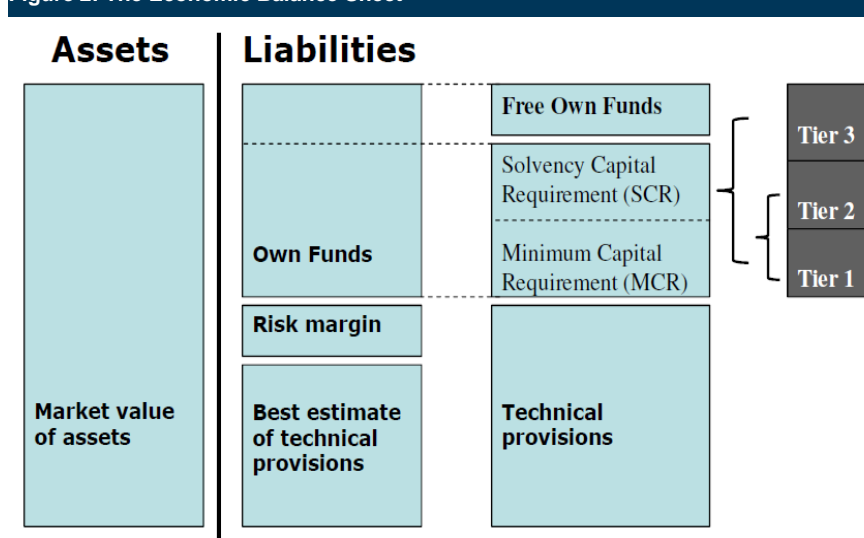 Figure 2: The Economic Balance Sheet
Assets
Liabilities
Free Own Funds
Solvency Capital
Requirement (SCR)
Own Funds
Minimum Capital
Requirement (MCR)
Tier 3
Tier 2
Tier 1
Risk margin
Market value
of assets
Best estimate
of technical
provisions
Technical
provisions